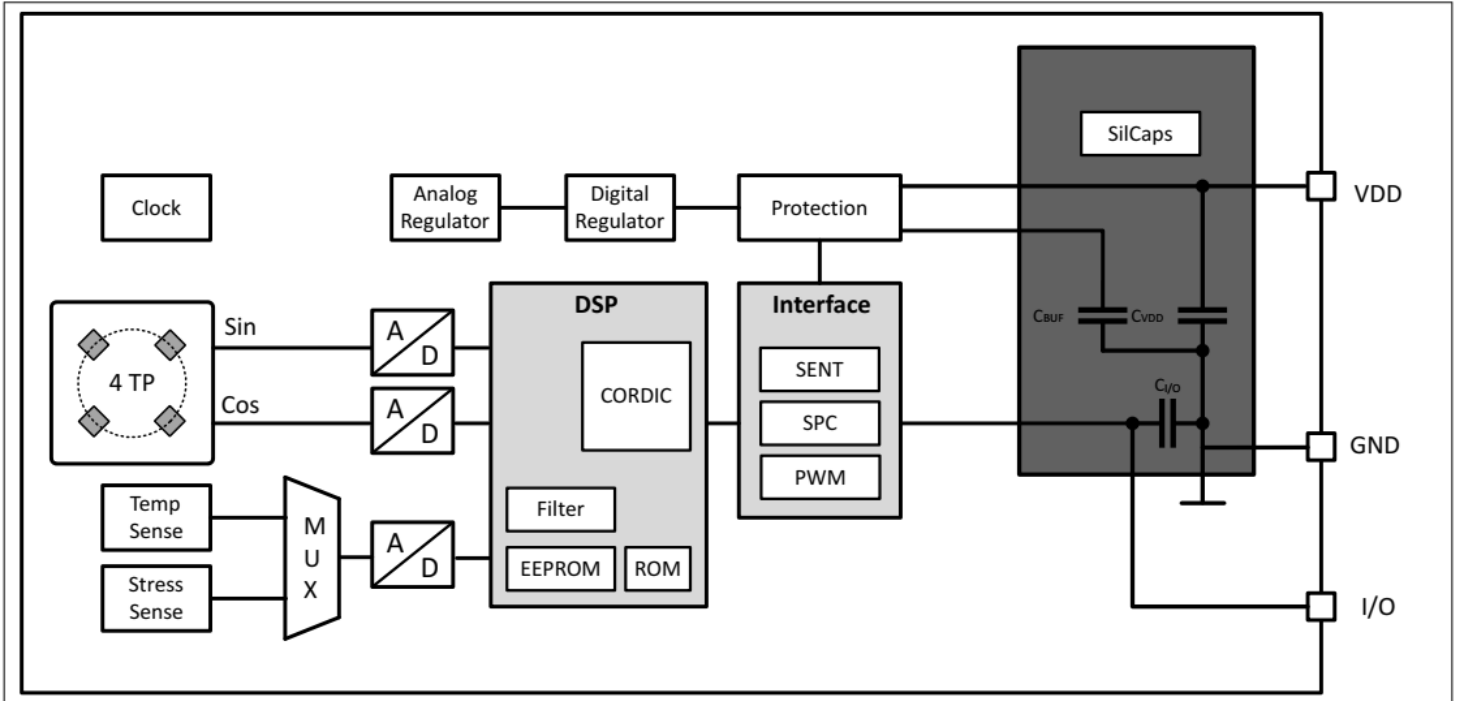 SilCaps
VDD
Clock
Analog
Regulator
Digital
Regulator
Protection
DSP
Interface
Sin
A
D
4 TP
CORDIC
SENT
CBUF
CVDD
Cos
A
D
SPC
CI/O
GND
PWM
Temp
Sense
M
U
X
Filter
A
D
EEPROM
ROM
Stress
Sense
I/O